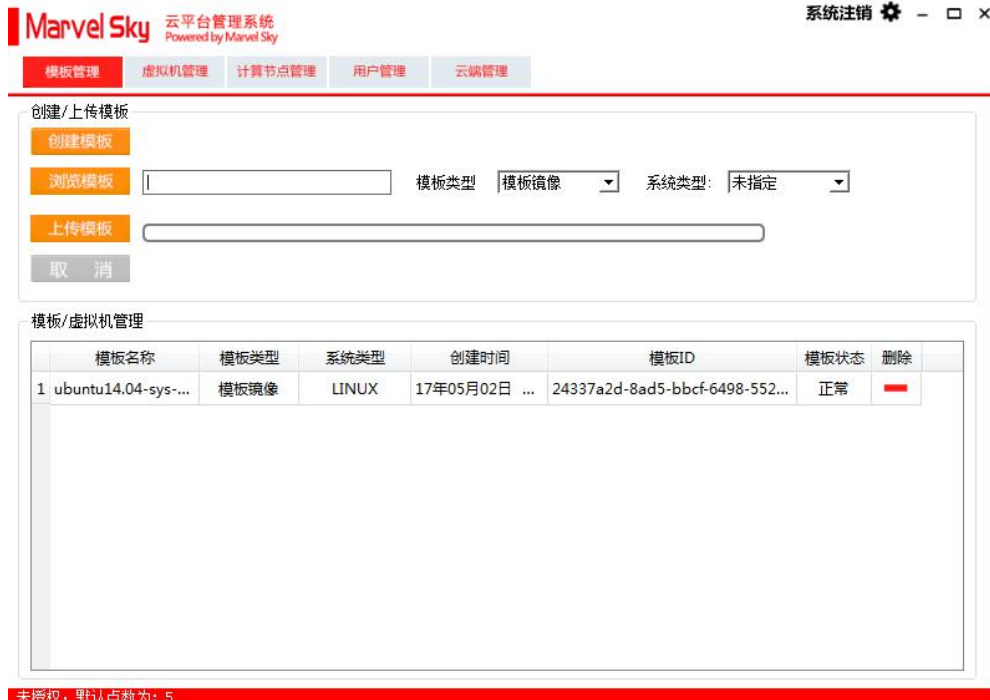 Marvel Sky 云平台管理系统 系统注销
Powered by Marvel Sky
模板管理 虚拟机管理 计算节点管理 用户管理 云端管理
创建/上传模板
创建模板
浏览模板 模板类型 模板镜像 系统类型: 未指定
上传模板
取 消
模板/虚拟机管理
模板名称 模板类型 系统类型 创建时间 模板ID 模板状态 删除
1 ubuntu14.04-sys-... 模板镜像 LINUX 17年05月02日 ... 24337a2d-8ad5-bbcf-6498-552... 正常
未授权，默认点数为: 5